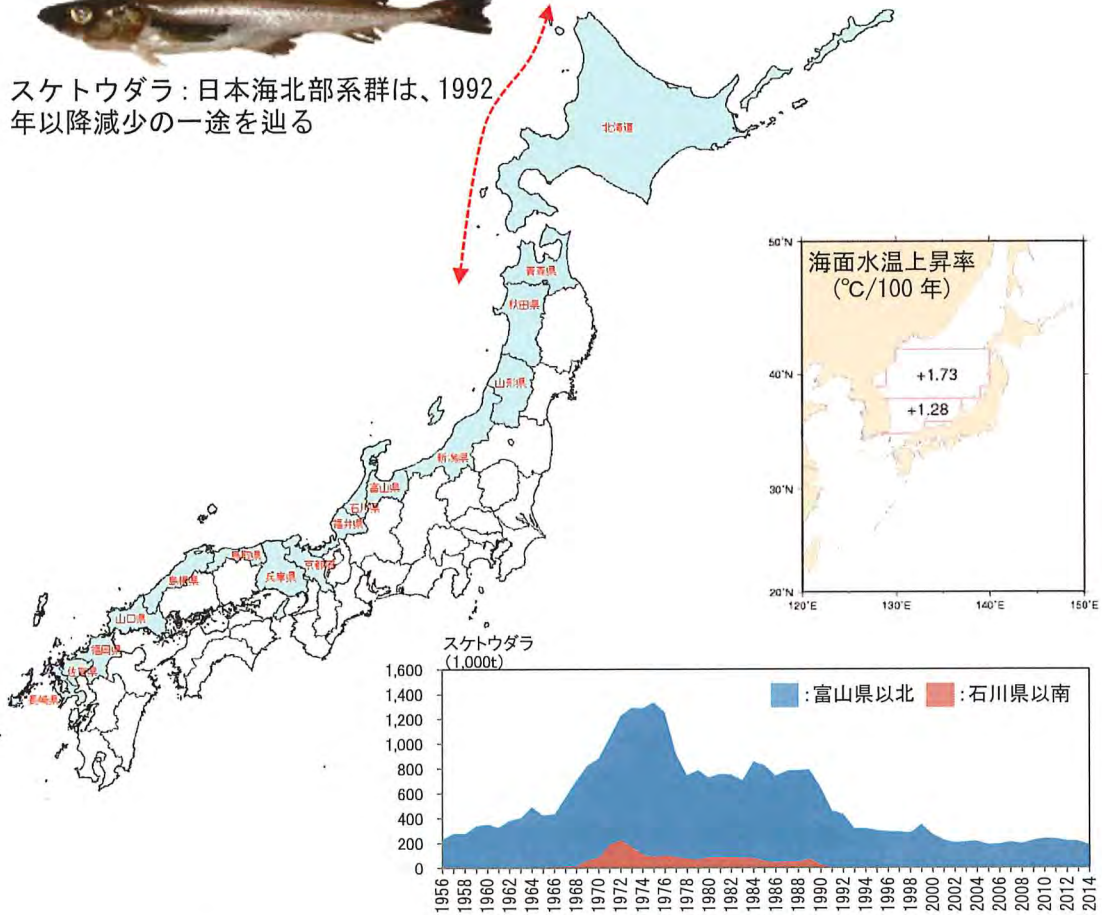 スケトウダラ：日本海北部系群は、1992
年以降減少の一途を辿る
北海道
青森県
秋田県
山形県
新潟県
富山県
石川県
福井県
京都府
兵庫県
鳥取県
島根県
山口県
福岡県
佐賀県
長崎県
海面水温上昇率
（℃/100 年）
50°N
40°N
30°N
20°N
+1.73
+1.28
120°E 130°E 140°E 150°E
スケトウダラ
(1,000t)
：富山県以北 ：石川県以南
1,600
1,400
1,200
1,000
800
600
400
200
0
1956 1958 1960 1962 1964 1966 1968 1970 1972 1974 1976 1978 1980 1982 1984 1986 1988 1990 1992 1994 1996 1998 2000 2002 2004 2006 2008 2010 2012 2014